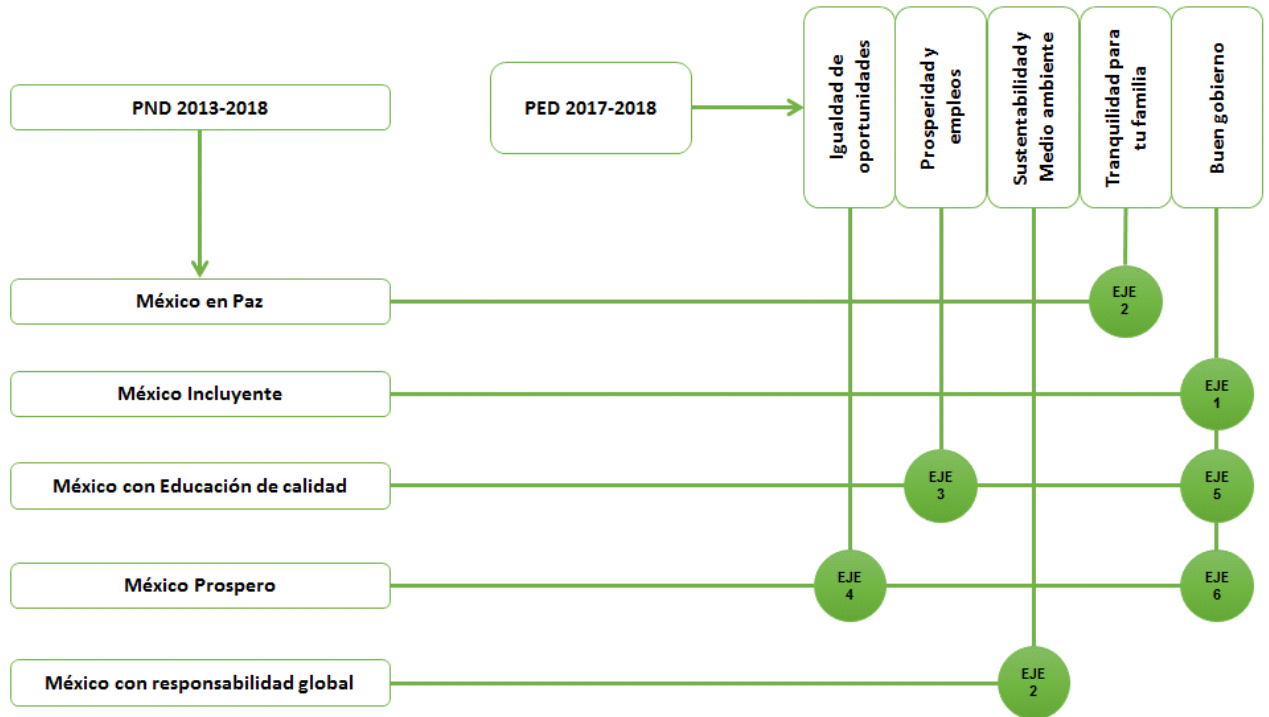 PND 2013-2018
PED 2017-2018
Igualdad de
oportunidades
Prosperidad y
empleos
Sustentabilidad y
Medio ambiente
Tranquilidad para
tu familia
Buen gobierno
México en Paz
EJE
2
México Incluyente
EJE
1
México con Educación de calidad
EJE
3
EJE
5
México Prospero
EJE
4
EJE
6
México con responsabilidad global
EJE
2